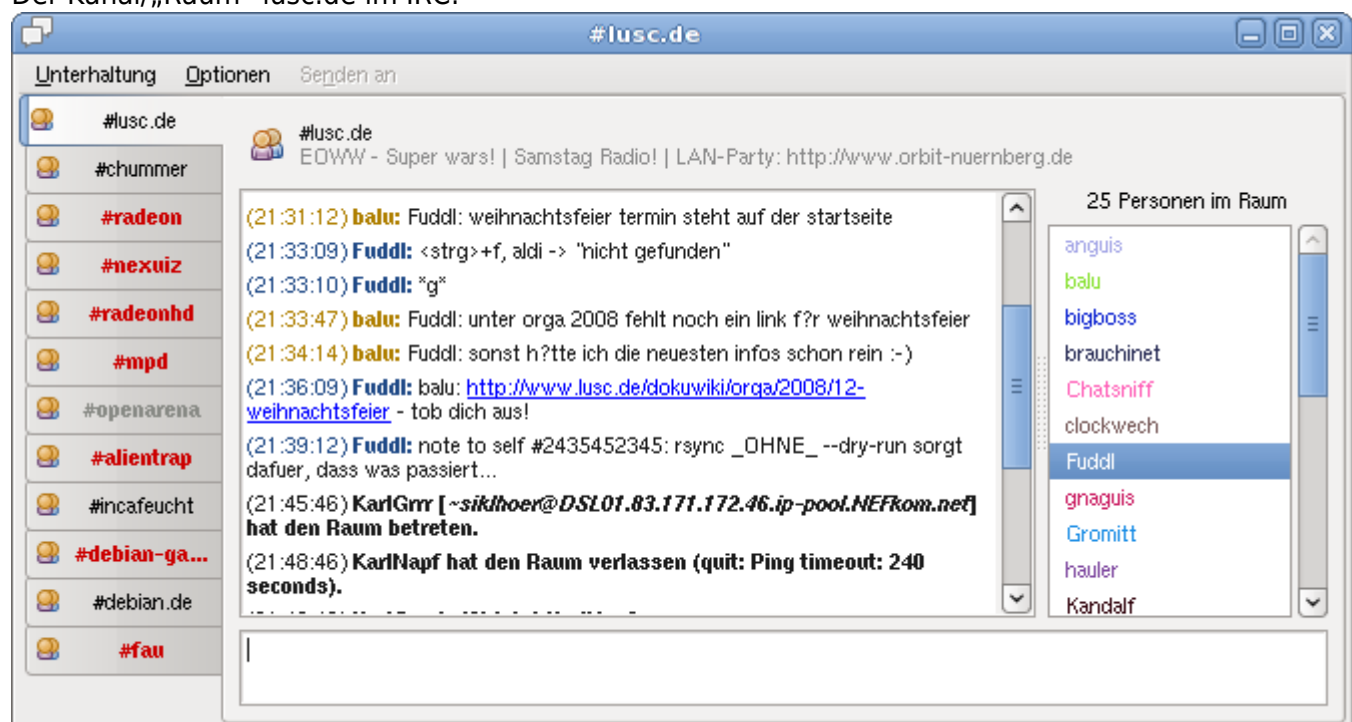 Der Kanal/„Raum“ lusc.de im IRC:
#lusc.de
Unterhaltung Optionen Senden an
#lusc.de
#chummer
#radeon
#nexuiz
#radeonhd
#mpd
#openarena
#alientrap
#incafeucht
#debian-ga...
#debian.de
#fau
#lusc.de
EOWW - Super wars! | Samstag Radio! | LAN-Party: http://www.orbit-nuernberg.de
(21:31:12) balu: Fuddl: weihnachtsfeier termin steht auf der startseite
(21:33:09) Fuddl: <strg>+f, aldi -> "nicht gefunden"
(21:33:10) Fuddl: *g*
(21:33:47) balu: Fuddl: unter orga 2008 fehlt noch ein link f?r weihnachtsfeier
(21:34:14) balu: Fuddl: sonst h?tte ich die neuesten infos schon rein :-)
(21:36:09) Fuddl: balu: http://www.lusc.de/dokuwiki/orga/2008/12-
weihnachtsfeier - tob dich aus!
(21:39:12) Fuddl: note to self #2435452345: rsync _OHNE_ --dry-run sorgt
dafuer, dass was passiert...
(21:45:46) KarlGrrr [~siklhoer@DSL01.83.171.172.46.ip-pool.NEFkom.net]
hat den Raum betreten.
(21:48:46) KarlNapf hat den Raum verlassen (quit: Ping timeout: 240
seconds).
25 Personen im Raum
anguis
balu
bigboss
brauchinet
Chatsniff
clockwech
Fuddl
gnaguis
Gromitt
hauler
Kandalf